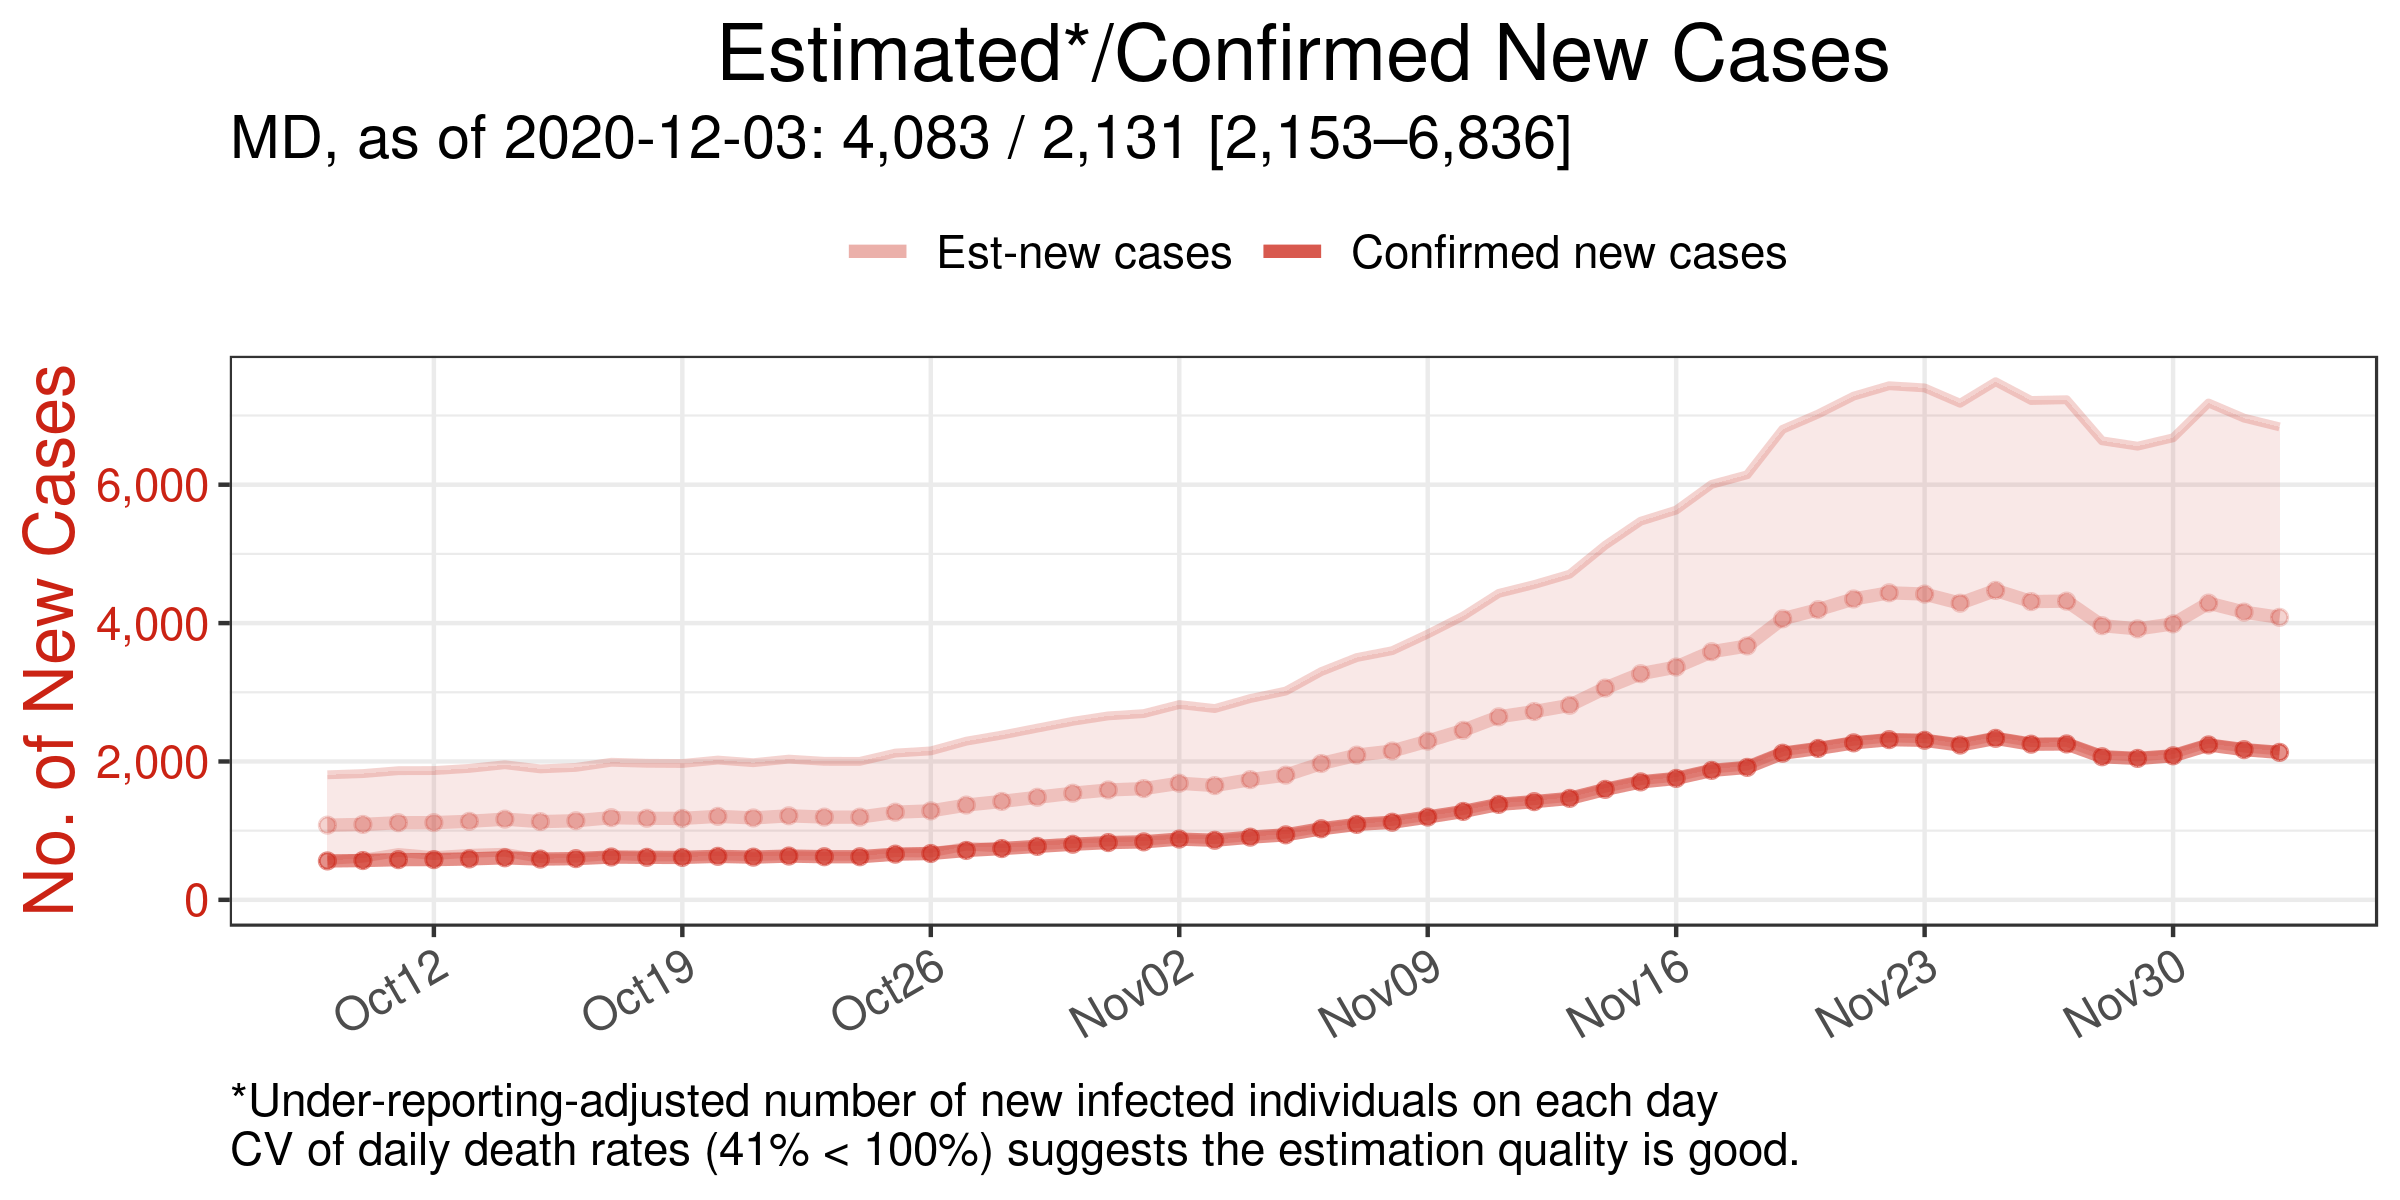 Estimated*/Confirmed New Cases
MD, as of 2020-12-03: 4,083 / 2,131 [2,153–6,836]
Est-new cases
Confirmed new cases
No. of New Cases
6,000
4,000
2,000
0
Oct12
Oct19
Oct26
Nov02
Nov09
Nov16
Nov23
Nov30
*Under-reporting-adjusted number of new infected individuals on each day
CV of daily death rates (41% < 100%) suggests the estimation quality is good.